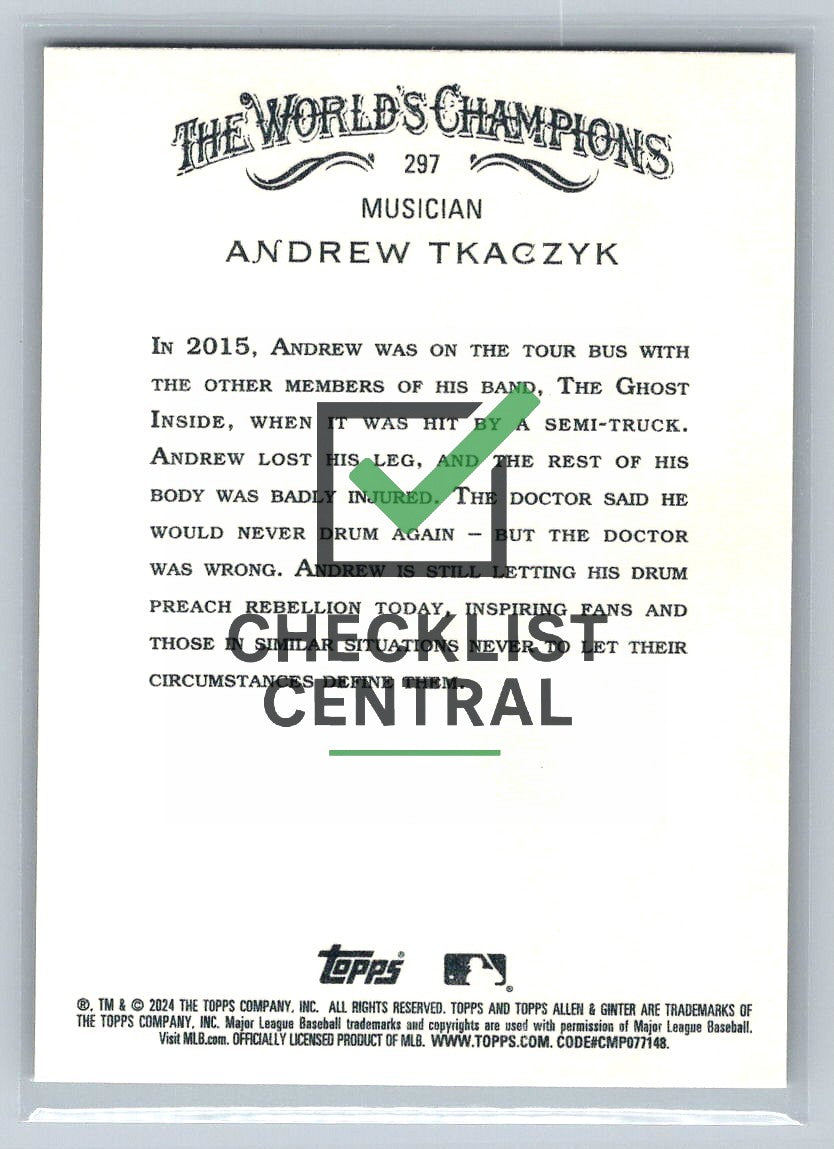 THE WORLD'S CHAMPIONS
297
MUSICIAN
ANDREW TKACZYK
IN 2015, ANDREW WAS ON THE TOUR BUS WITH
THE OTHER MEMBERS OF HIS BAND, THE GHOST
INSIDE, WHEN IT WAS HIT BY A SEMI-TRUCK.
ANDREW LOST HIS LEG, AND THE REST OF HIS
BODY WAS BADLY INJURED. THE DOCTOR SAID HE
WOULD NEVER DRUM AGAIN – BUT THE DOCTOR
WAS WRONG. ANDREW IS STILL LETTING HIS DRUM
PREACH REBELLION TODAY, INSPIRING FANS AND
THOSE IN SIMILAR SITUATIONS NEVER TO LET THEIR
CIRCUMSTANCES DEFINE THEM.
CHECKLIST
CENTRAL
Topps®
®
®, TM & © 2024 THE TOPPS COMPANY, INC. ALL RIGHTS RESERVED. TOPPS AND TOPPS ALLEN & GINTER ARE TRADEMARKS OF
THE TOPPS COMPANY, INC. Major League Baseball trademarks and copyrights are used with permission of Major League Baseball.
Visit MLB.com. OFFICIALLY LICENSED PRODUCT OF MLB. WWW.TOPPS.COM. CODE#CMP077148.